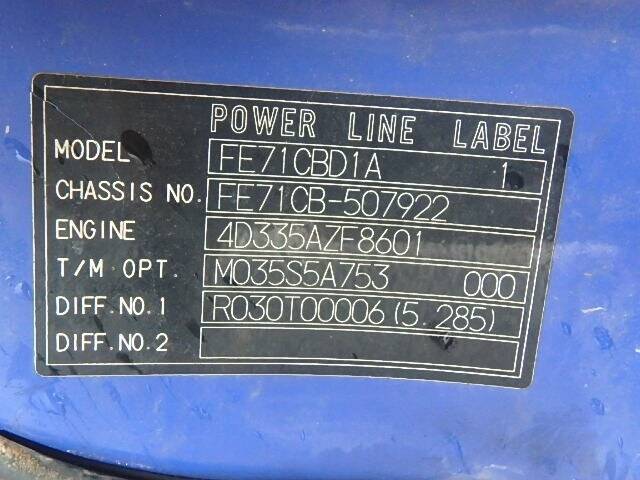 POWER LINE LABEL
MODEL FE71CBD1A 1
CHASSIS NO. FE71CB-507922
ENGINE 4D335AZF8601
T/M OPT. M035S5A753 000
DIFF.NO.1 R030T00006(5.285)
DIFF.NO.2